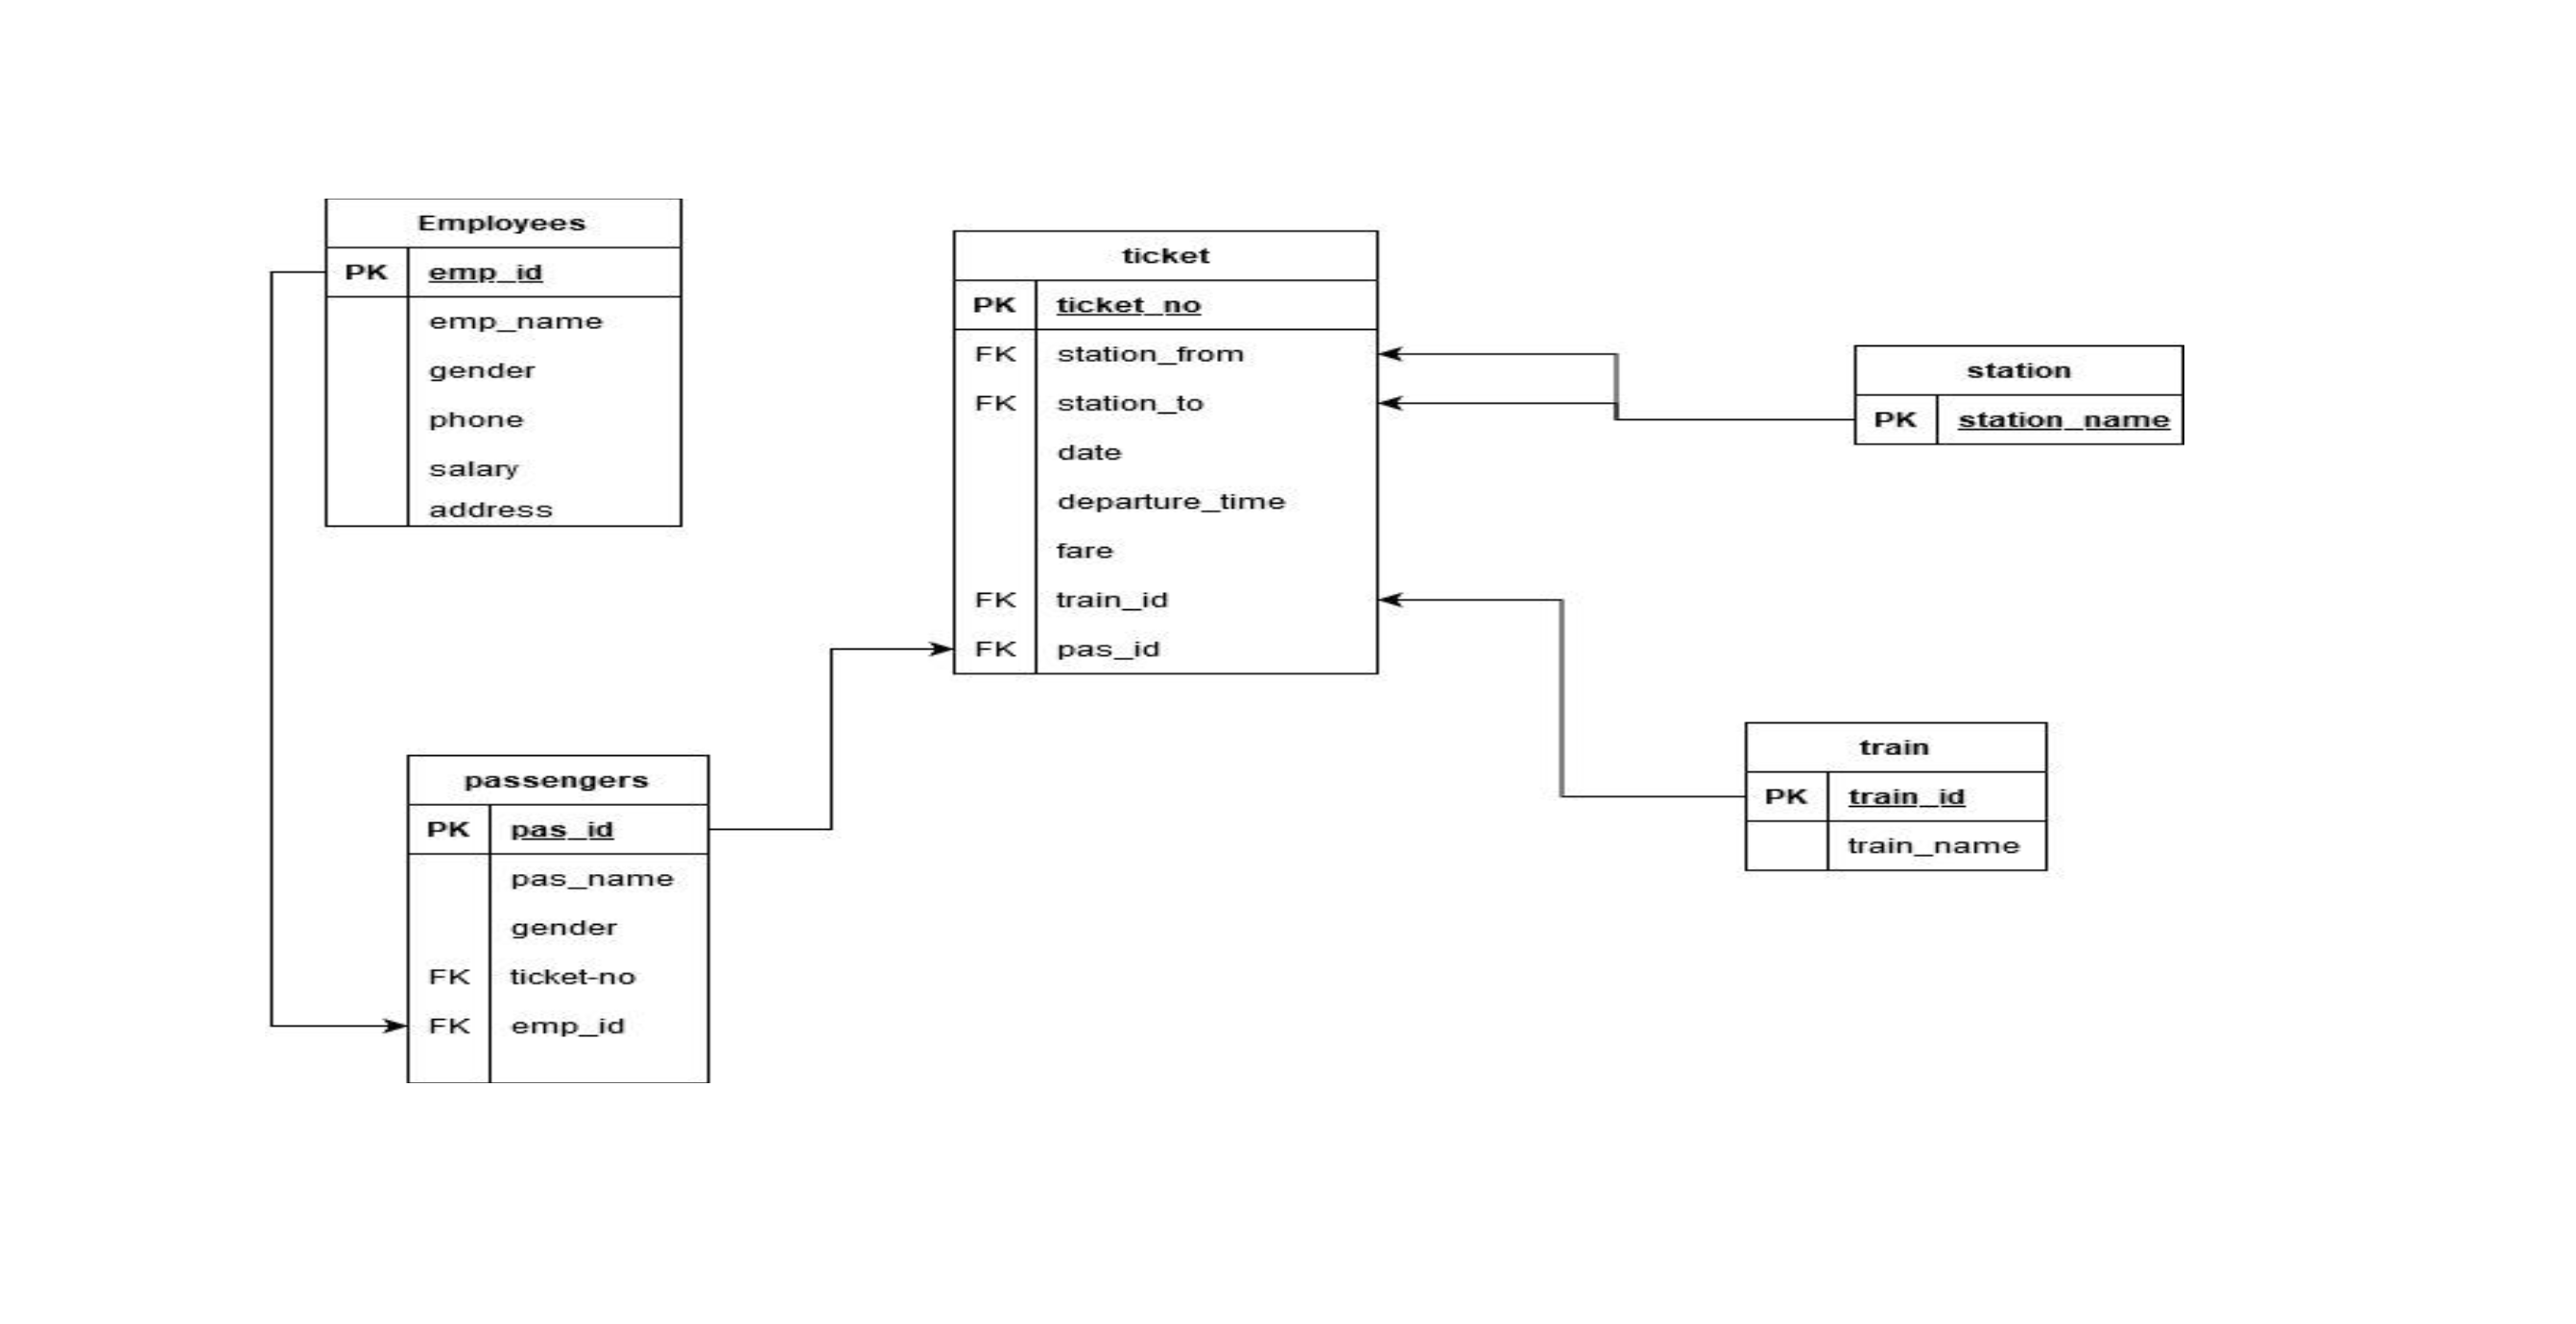 Employees
PK emp_id
emp_name
gender
phone
salary
address
ticket
PK ticket_no
FK station_from
FK station_to
date
departure_time
fare
FK train_id
FK pas_id
station
PK station_name
passengers
PK pas_id
pas_name
gender
FK ticket-no
FK emp_id
train
PK train_id
train_name